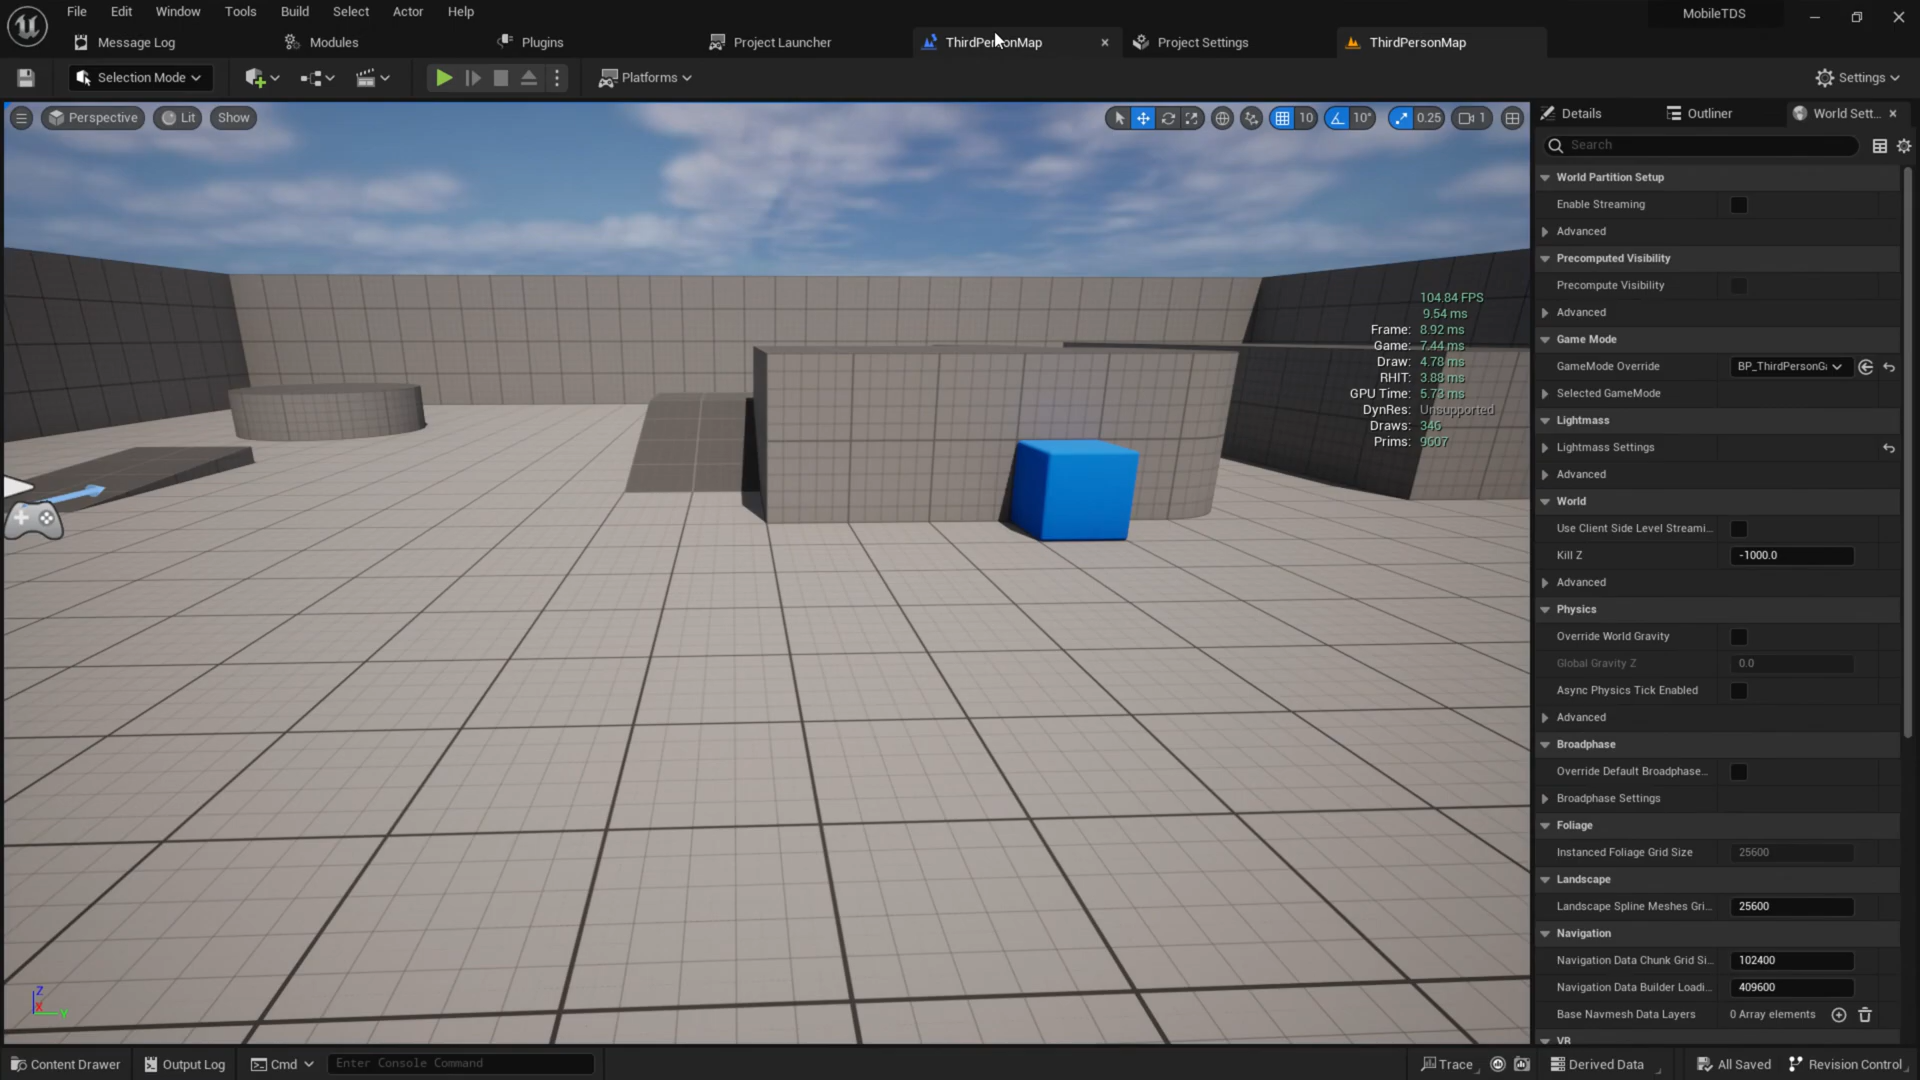 File Edit Window Tools Build Select Actor Help MobileTDS
Message Log Modules Plugins Project Launcher ThirdPersonMap Project Settings ThirdPersonMap
Selection Mode Platforms Settings
Perspective Lit Show 10 10° 0.25 1
Details Outliner World Sett...
Search
World Partition Setup
Enable Streaming
Advanced
Precomputed Visibility
Precompute Visibility
Advanced
Game Mode
GameMode Override BP_ThirdPersonGa
Selected GameMode
Lightmass
Lightmass Settings
Advanced
World
Use Client Side Level Streami...
Kill Z -1000.0
Advanced
Physics
Override World Gravity
Global Gravity Z 0.0
Async Physics Tick Enabled
Advanced
Broadphase
Override Default Broadphase...
Broadphase Settings
Foliage
Instanced Foliage Grid Size 25600
Landscape
Landscape Spline Meshes Gri... 25600
Navigation
Navigation Data Chunk Grid Si... 102400
Navigation Data Builder Loadi... 409600
Base Navmesh Data Layers 0 Array elements
VR
104.84 FPS
9.54 ms
Frame: 8.92 ms
Game: 7.44 ms
Draw: 4.78 ms
RHIT: 3.88 ms
GPU Time: 5.73 ms
DynRes: Unsupported
Draws: 346
Prims: 9607
Z
X
Y
Content Drawer Output Log Cmd Enter Console Command Trace Derived Data All Saved Revision Control